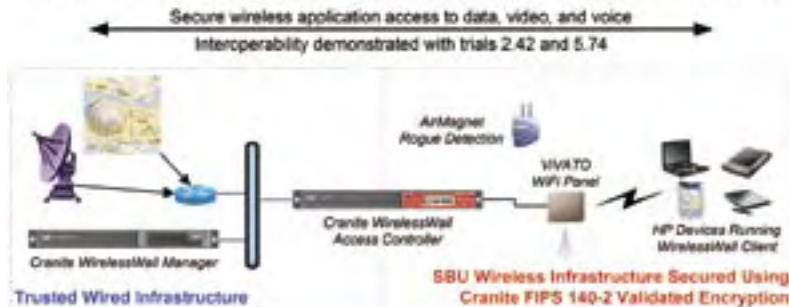 Secure wireless application access to data, video, and voice
Interoperability demonstrated with trials 2.42 and 5.74
AirMagnet
Rogue Detection
VIVATO
WiFi Panel
Cranite WirelessWall
Access Controller
HP Devices Running
WirelessWall Client
Cranite WirelessWall Manager
Trusted Wired Infrastructure
SBU Wireless Infrastructure Secured Using
Cranite FIPS 140-2 Validated Encryption